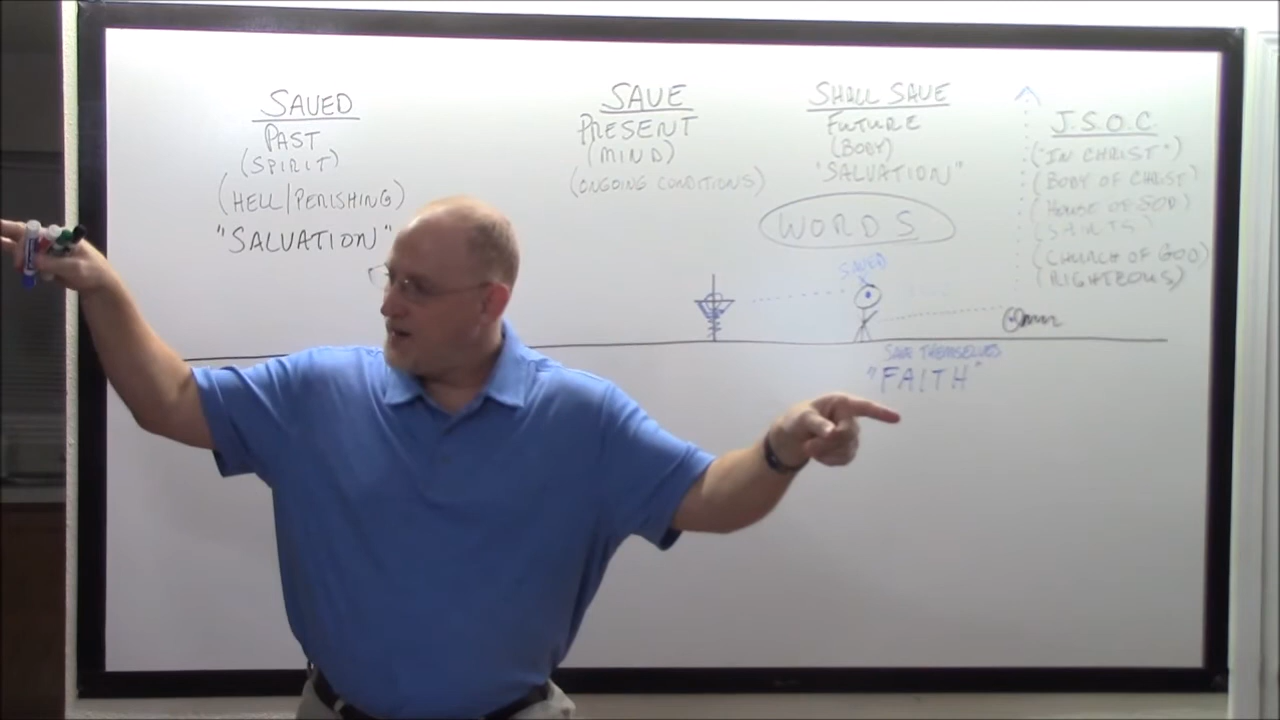 SAVED
PAST
(SPIRIT)
(HELL/PERISHING)
"SALVATION"
SAVE
PRESENT
(MIND)
(ONGOING CONDITIONS)
SHALL SAVE
FUTURE
(BODY)
"SALVATION"
WORDS
SAVED
SAVE THEMSELVES
"FAITH"
J.S.O.C
("IN CHRIST")
(BODY OF CHRIST)
(HOUSE OF GOD)
(SAINTS)
(CHURCH OF GOD)
(RIGHTEOUS)